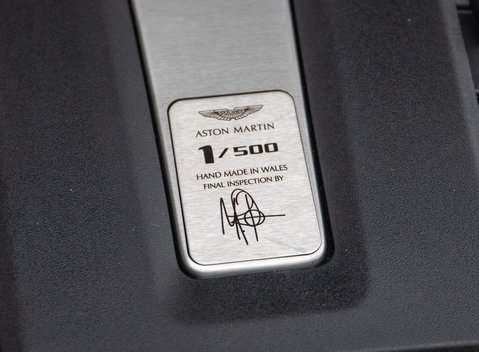 ASTON MARTIN
1/500
HAND MADE IN WALES
FINAL INSPECTION BY